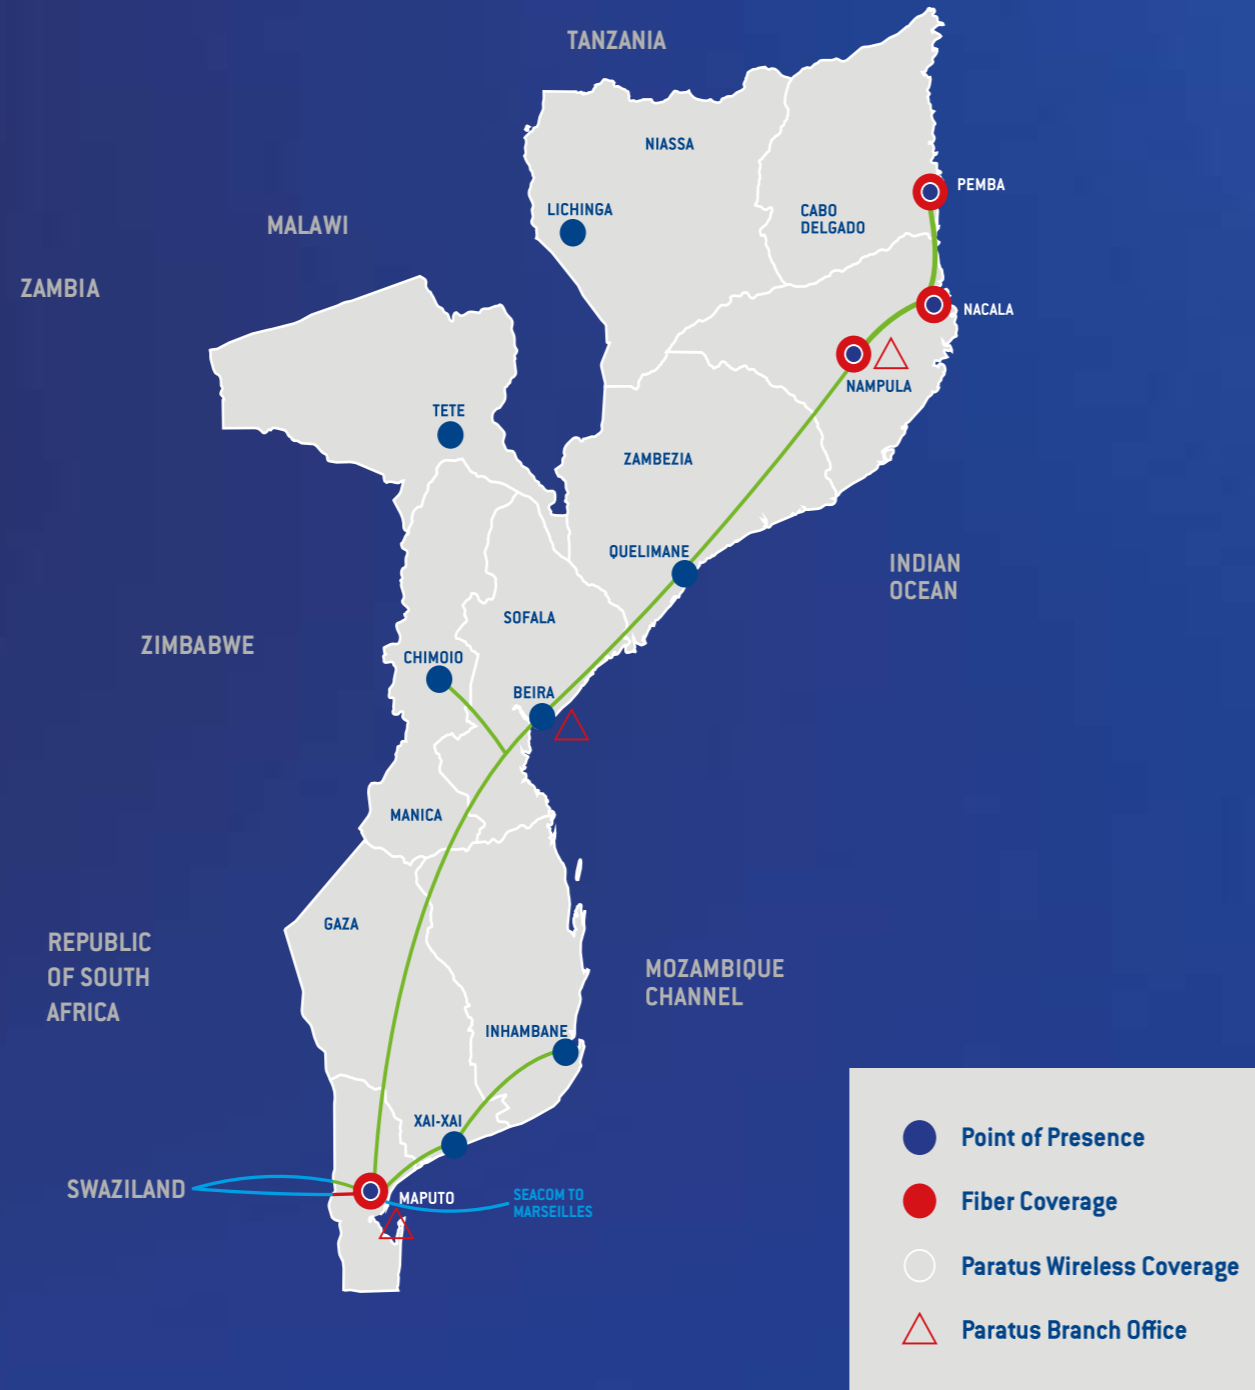 TANZANIA
NIASSA
PEMBA
LICHINGA
CABO
DELGADO
MALAWI
ZAMBIA
NACALA
NAMPULA
TETE
ZAMBEZIA
QUELIMANE
INDIAN
OCEAN
SOFALA
ZIMBABWE
CHIMOIO
BEIRA
MANICA
GAZA
REPUBLIC
OF SOUTH
AFRICA
MOZAMBIQUE
CHANNEL
INHAMBANE
XAI-XAI
SWAZILAND
MAPUTO
SEACOM TO
MARSEILLES
Point of Presence
Fiber Coverage
Paratus Wireless Coverage
Paratus Branch Office